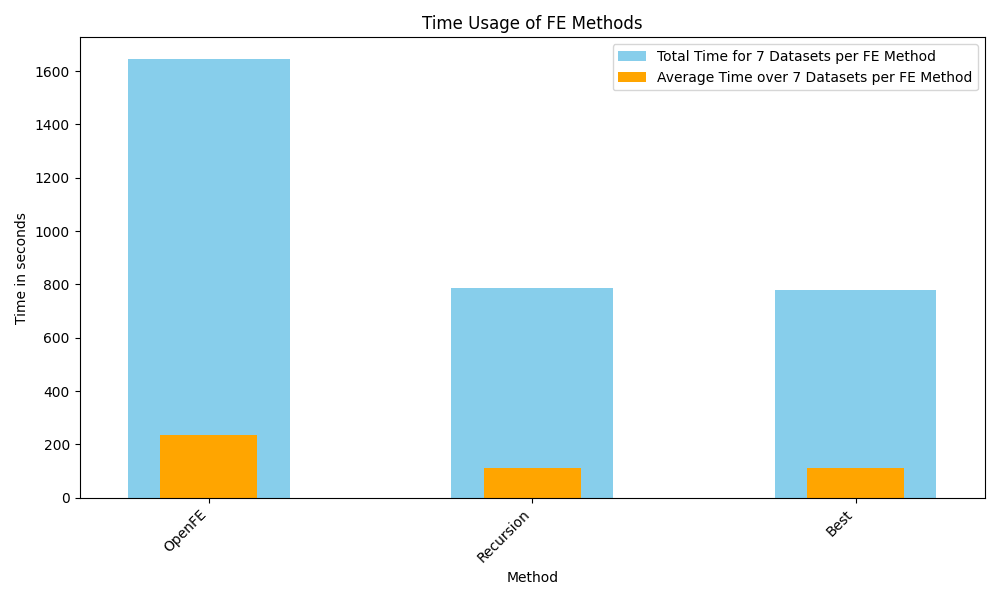 Time Usage of FE Methods
Total Time for 7 Datasets per FE Method
Average Time over 7 Datasets per FE Method
Time in seconds
1600
1400
1200
1000
800
600
400
200
0
OpenFE
Recursion
Best
Method